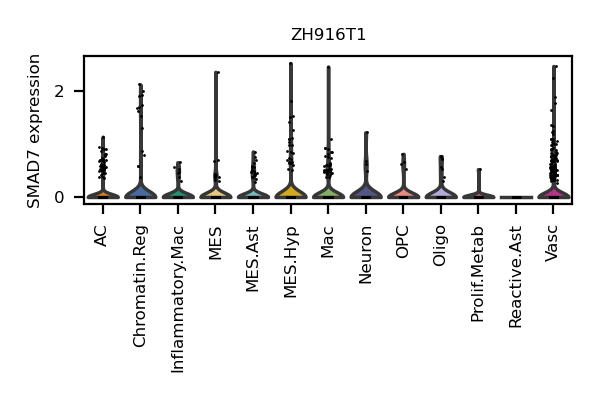 ZH916T1
SMAD7 expression
2
0
AC
Chromatin.Reg
Inflammatory.Mac
MES
MES.Ast
MES.Hyp
Mac
Neuron
OPC
Oligo
Prolif.Metab
Reactive.Ast
Vasc